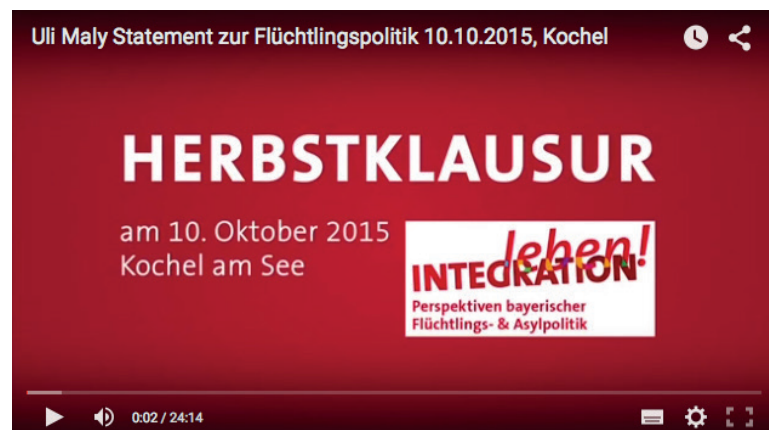 Uli Maly Statement zur Flüchtlingspolitik 10.10.2015, Kochel
HERBSTKLAUSUR
am 10. Oktober 2015
Kochel am See
leben!
INTEGRATION
Perspektiven bayerischer
Flüchtlings- & Asylpolitik
0:02 / 24:14